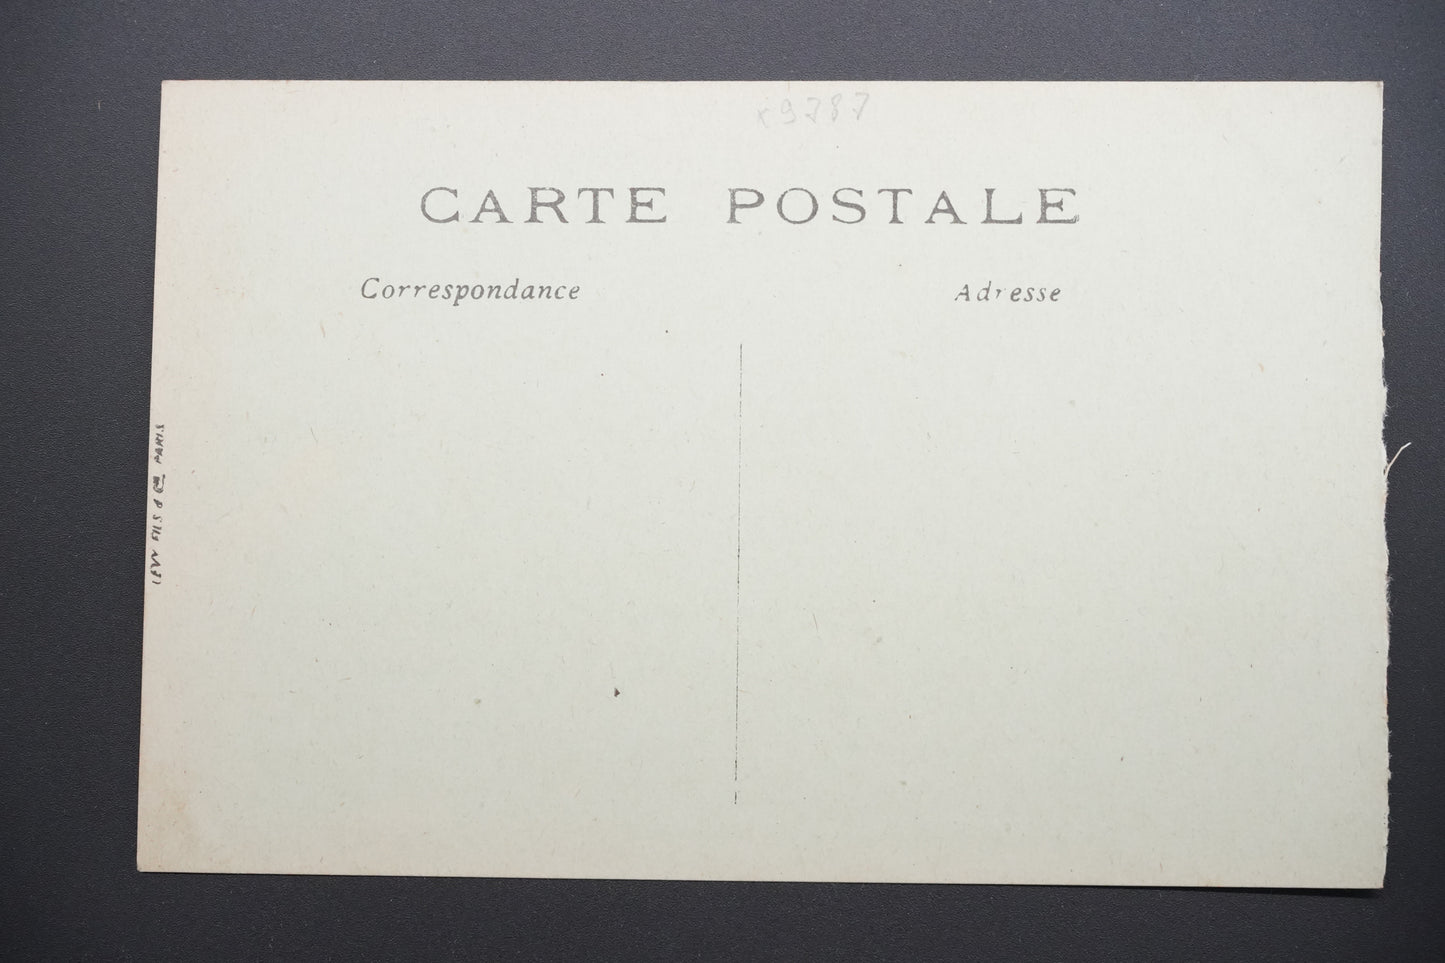 x9787
CARTE POSTALE
Correspondance
Adresse
LEVY FILS & Cie PARIS